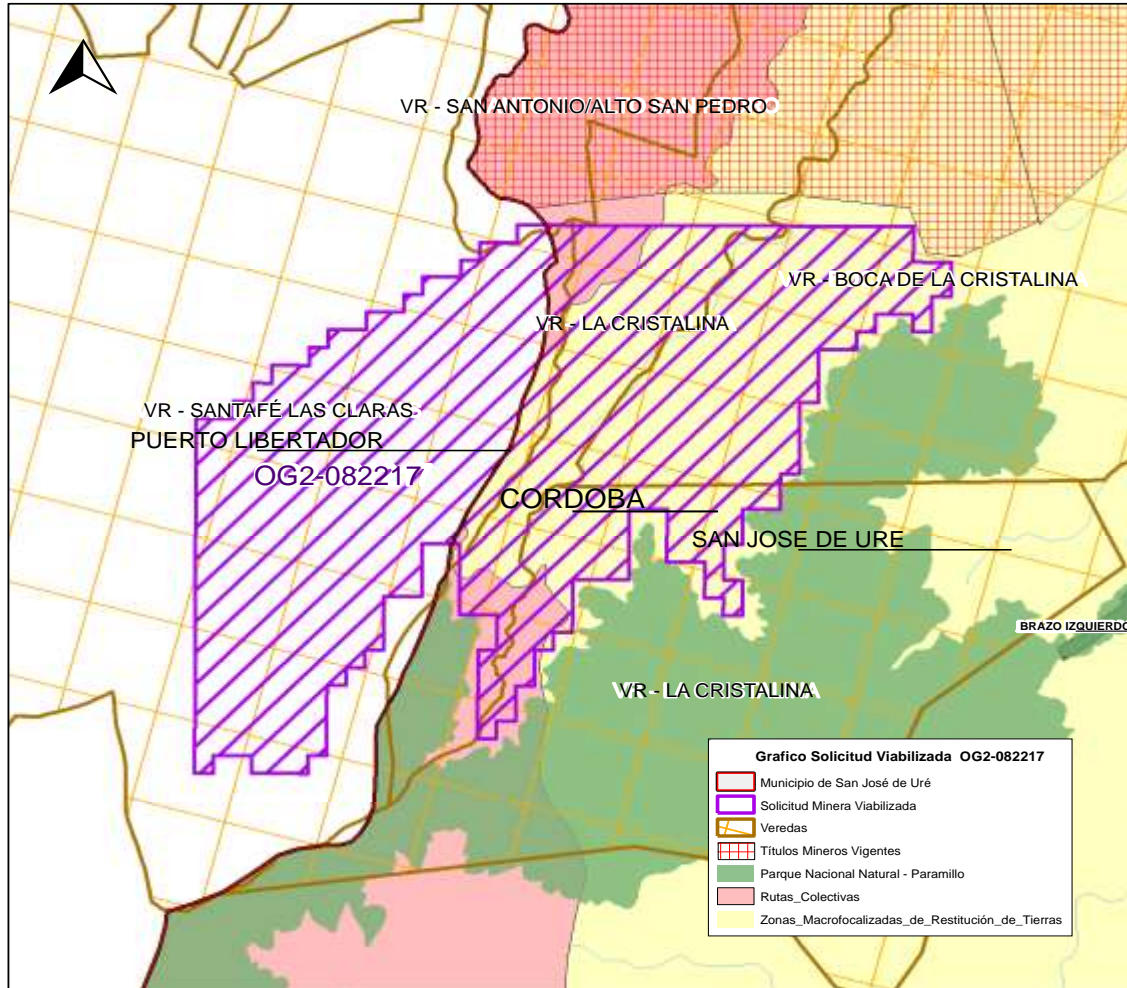 VR - SAN ANTONIO/ALTO SAN PEDRO
VR - BOCA DE LA CRISTALINA
VR - LA CRISTALINA
VR - SANTAFÉ LAS CLARAS
PUERTO LIBERTADOR
OG2-082217
CORDOBA
SAN JOSE DE URE
BRAZO IZQUIERDO
VR - LA CRISTALINA
Grafico Solicitud Viabilizada OG2-082217
Municipio de San José de Uré
Solicitud Minera Viabilizada
Veredas
Títulos Mineros Vigentes
Parque Nacional Natural - Paramillo
Rutas_Colectivas
Zonas_Macrofocalizadas_de_Restitución_de_Tierras